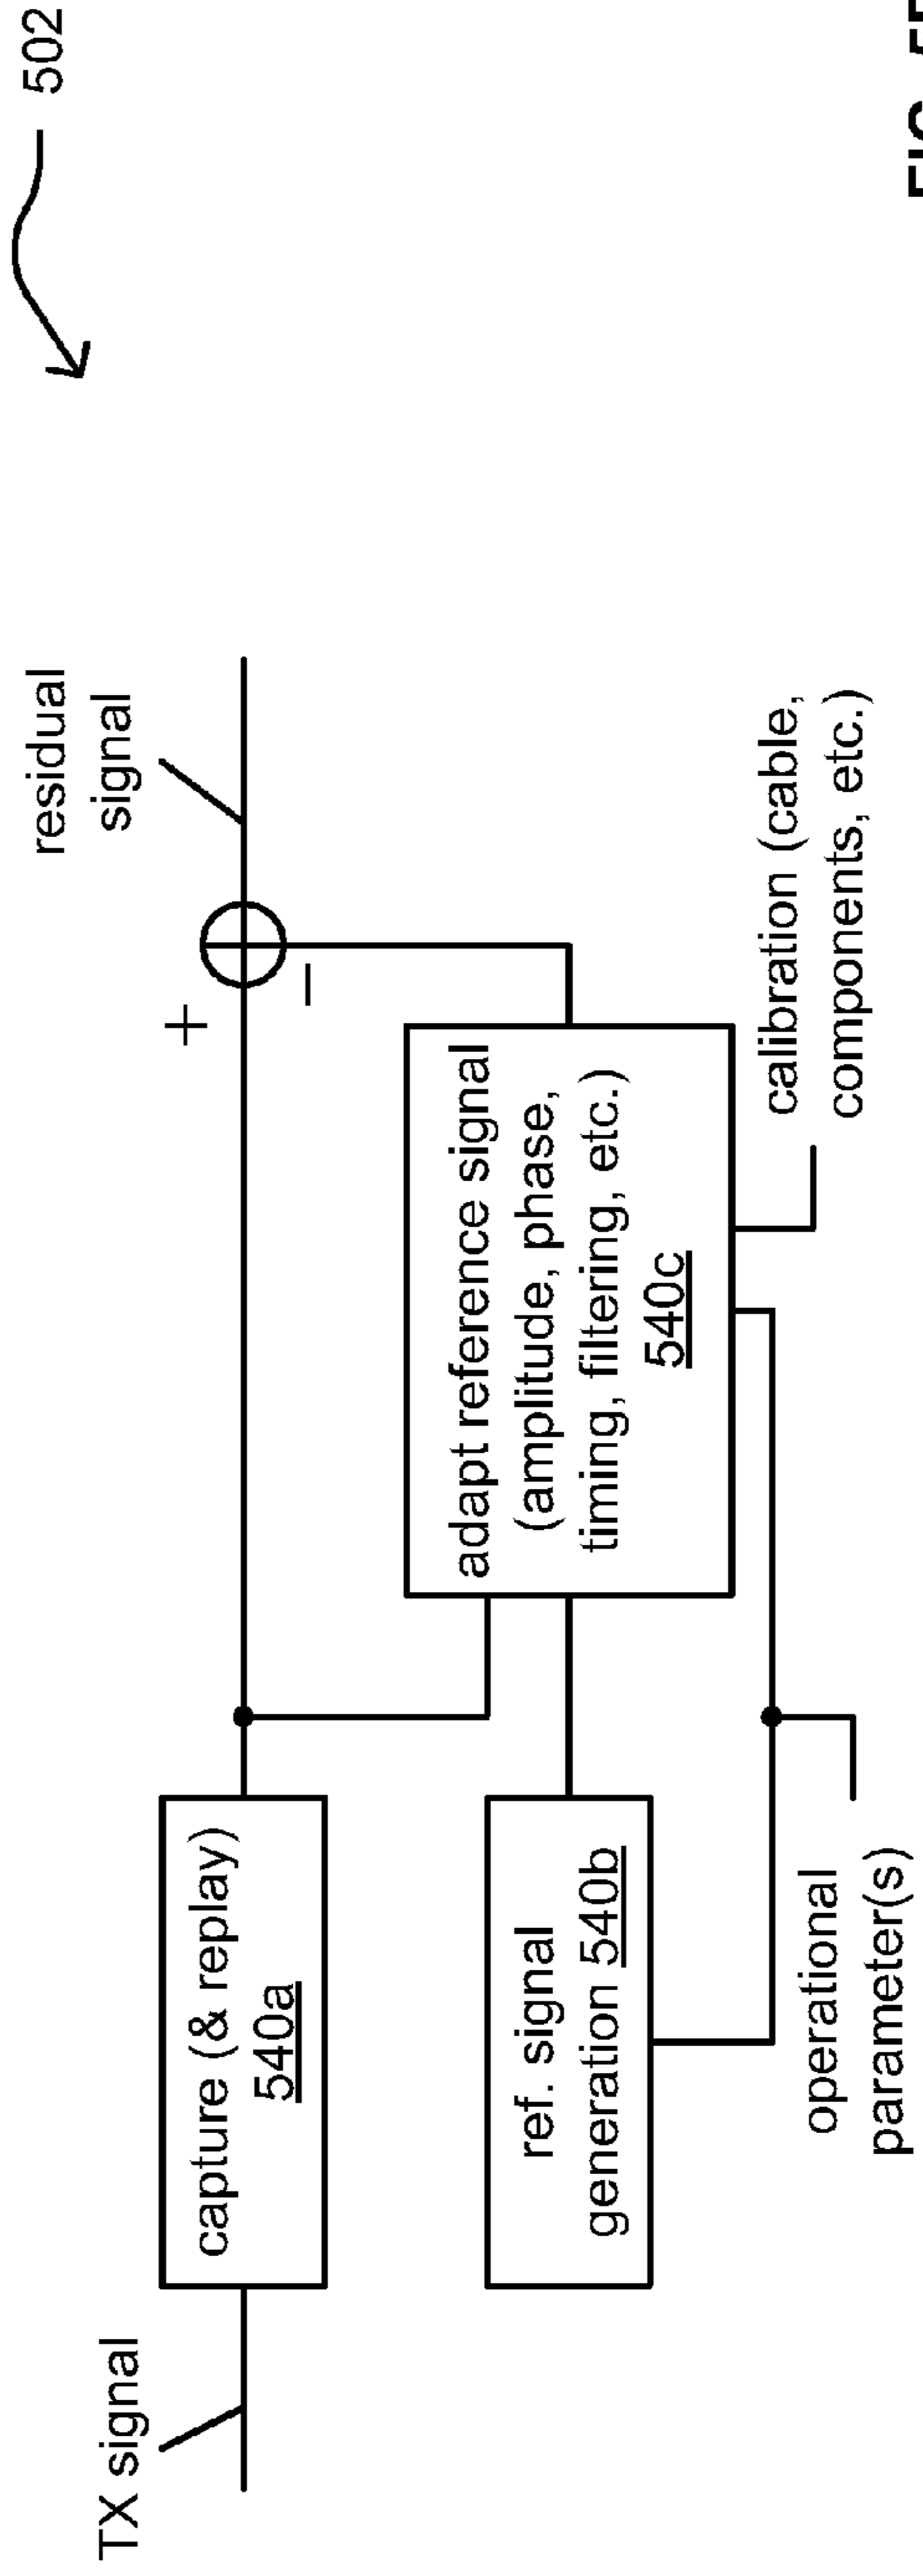 502
residual
signal
+
−
TX signal
capture (& replay)
540a
adapt reference signal
(amplitude, phase,
timing, filtering, etc.)
540c
ref. signal
generation 540b
operational
parameter(s)
calibration (cable,
components, etc.)
FIG.